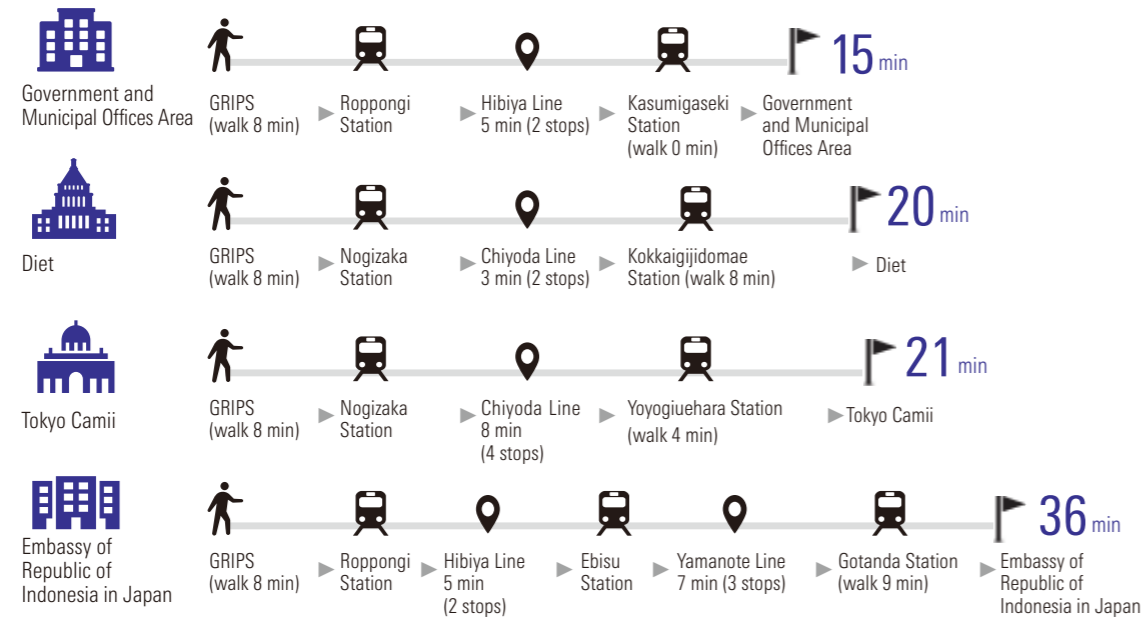 Government and
Municipal Offices Area
GRIPS
(walk 8 min)
Roppongi
Station
Hibiya Line
5 min (2 stops)
Kasumigaseki
Station
(walk 0 min)
Government
and Municipal
Offices Area
15 min
Diet
GRIPS
(walk 8 min)
Nogizaka
Station
Chiyoda Line
3 min (2 stops)
Kokkaigijidomae
Station (walk 8 min)
Diet
20 min
Tokyo Camii
GRIPS
(walk 8 min)
Nogizaka
Station
Chiyoda Line
8 min
(4 stops)
Yoyogiuehara Station
(walk 4 min)
Tokyo Camii
21 min
Embassy of
Republic of
Indonesia in Japan
GRIPS
(walk 8 min)
Roppongi
Station
Hibiya Line
5 min
(2 stops)
Ebisu
Station
Yamanote Line
7 min (3 stops)
Gotanda Station
(walk 9 min)
Embassy of
Republic of
Indonesia in Japan
36 min